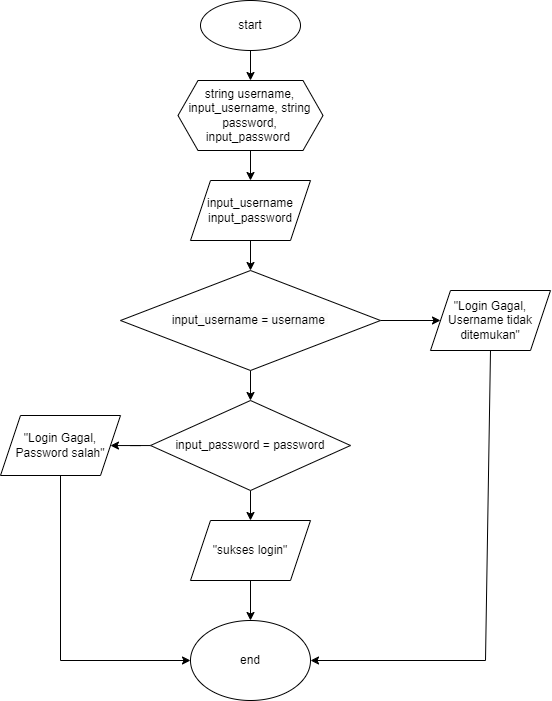 start
string username,
input_username, string
password,
input_password
input_username
input_password
input_username = username
"Login Gagal,
Username tidak
ditemukan"
input_password = password
"Login Gagal,
Password salah"
"sukses login"
end